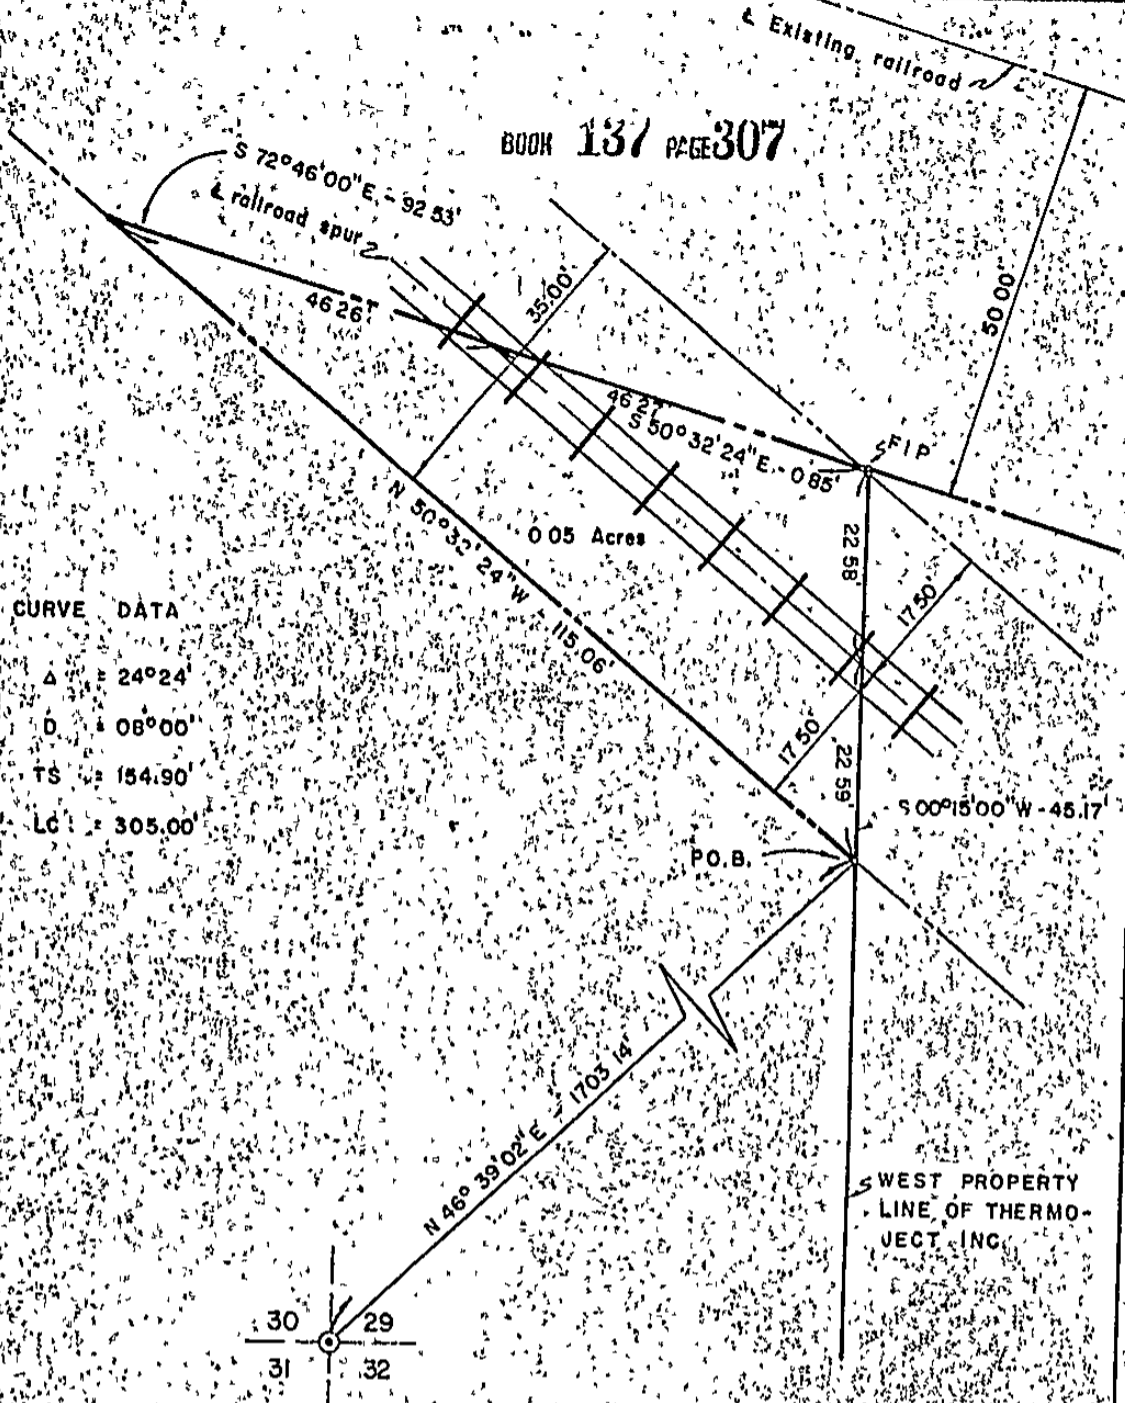 ℄ Existing railroad
BOOK 137 PAGE 307
S 72°46'00"E - 92.53'
℄ railroad spur
46.26'
35.00'
50.00'
46.27'
S 50°32'24"E - 0.85'
FIP
22.58'
0.05 Acres
N 50°32'24"W - 115.06'
17.50'
17.50'
22.59'
S 00°15'00"W - 45.17'
P.O.B.
CURVE DATA
Δ = 24°24'
D = 08°00'
TS = 154.90'
LC = 305.00'
N 46°39'02"E - 1703.14'
WEST PROPERTY
LINE OF THERMO-
JECT INC.
30 29
31 32